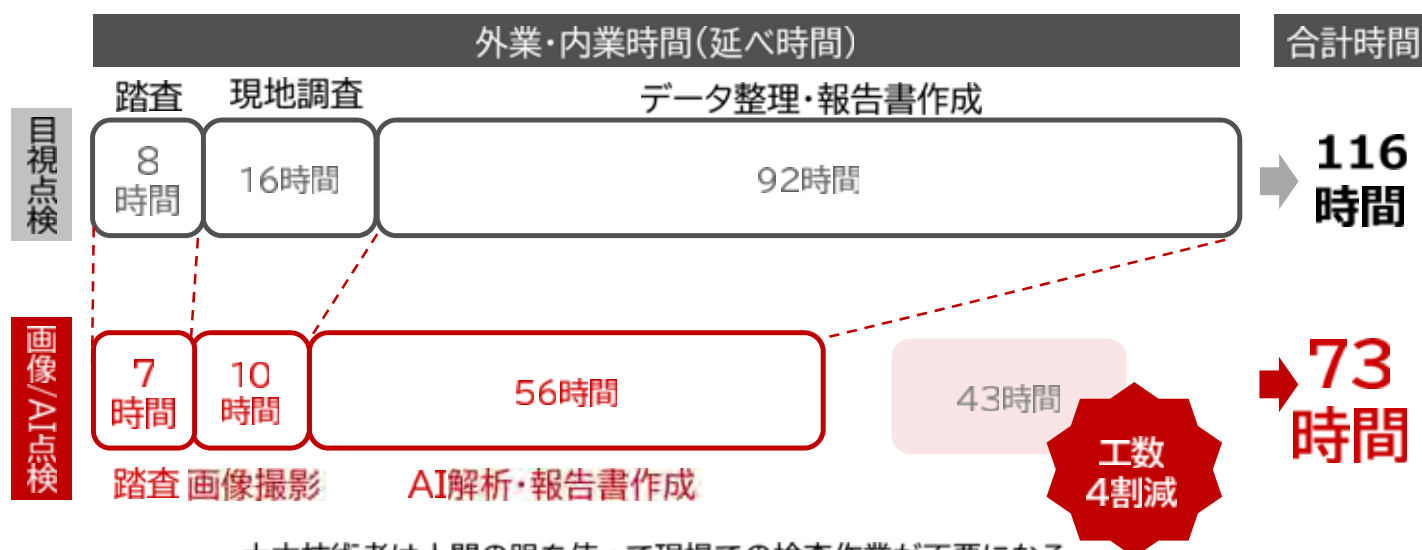 外業・内業時間(延べ時間)
合計時間
踏査
現地調査
データ整理・報告書作成
目視点検
8
時間
16時間
92時間
116
時間
画像/AI点検
7
時間
10
時間
56時間
43時間
工数
4割減
73
時間
踏査
画像撮影
AI解析・報告書作成